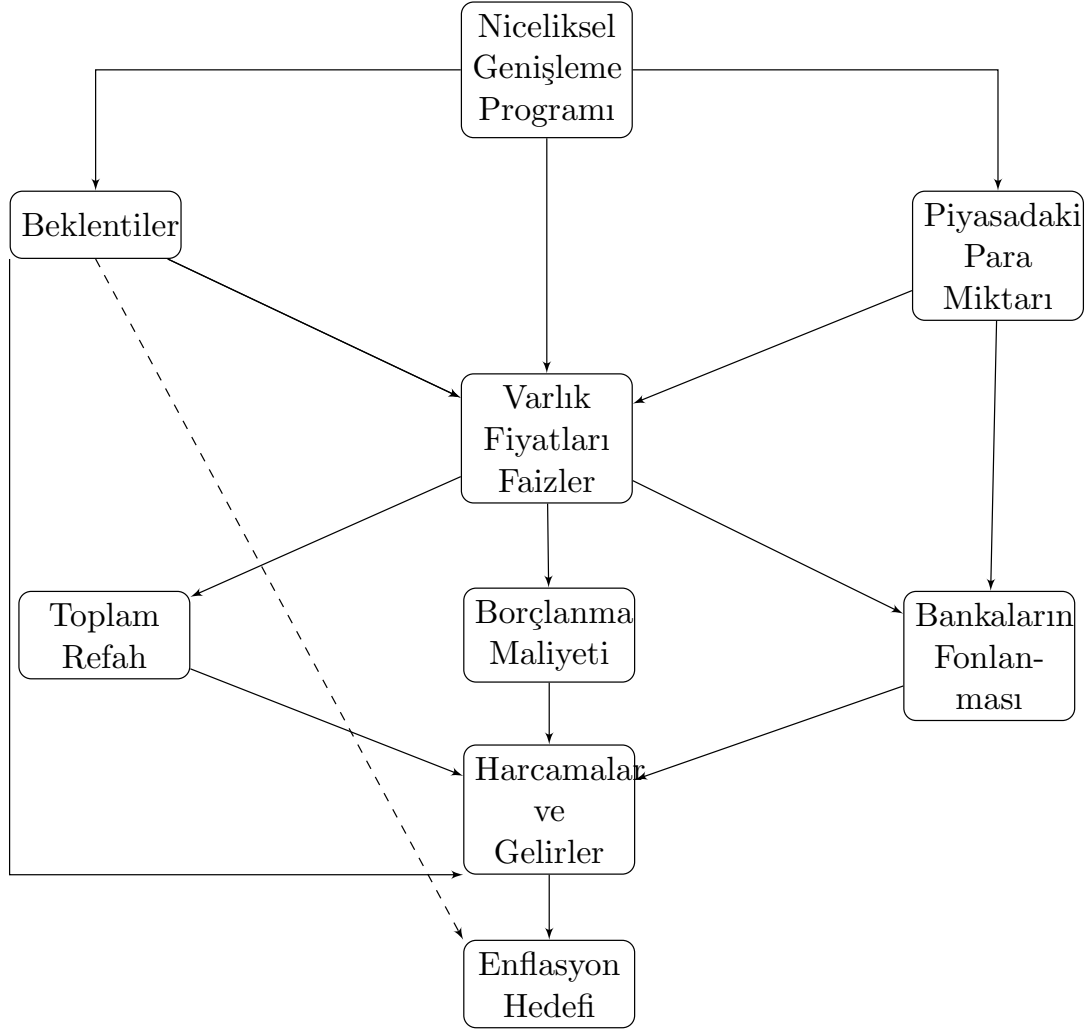 Niceliksel
Genişleme
Programı
Beklentiler
Piyasadaki
Para
Miktarı
Varlık
Fiyatları
Faizler
Toplam
Refah
Borçlanma
Maliyeti
Bankaların
Fonlan-
ması
Harcamalar
ve
Gelirler
Enflasyon
Hedefi